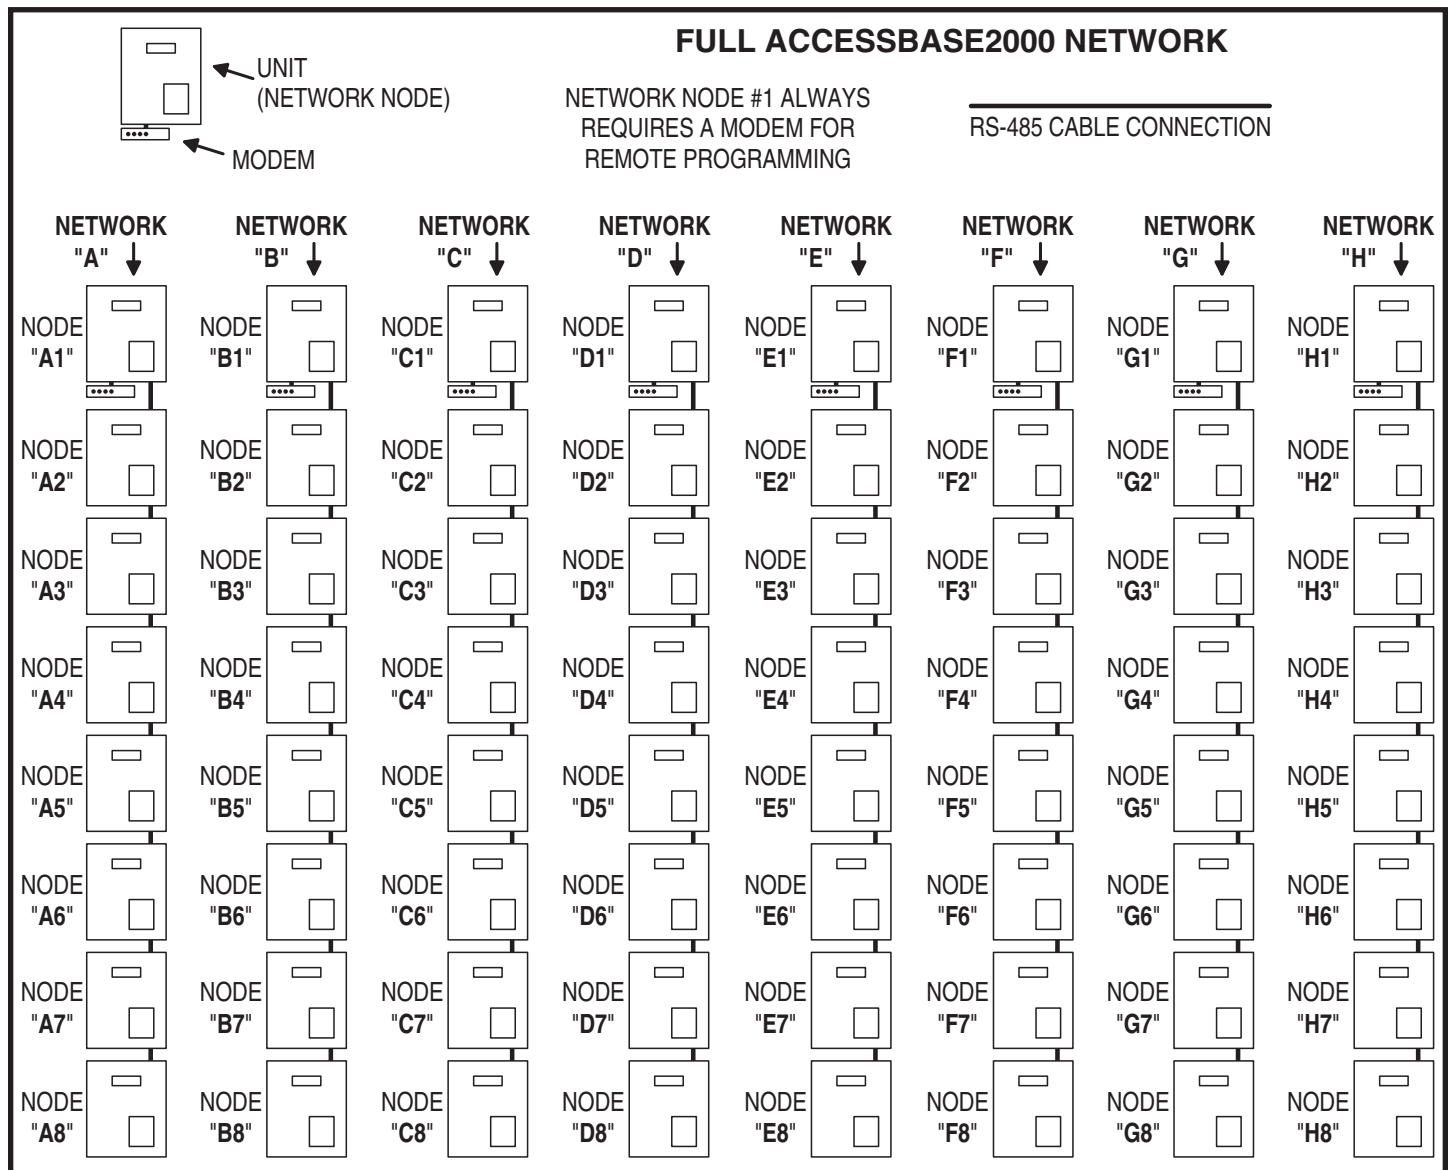 FULL ACCESSBASE2000 NETWORK
UNIT
(NETWORK NODE)
MODEM
NETWORK NODE #1 ALWAYS
REQUIRES A MODEM FOR
REMOTE PROGRAMMING
RS-485 CABLE CONNECTION
NETWORK NETWORK NETWORK NETWORK NETWORK NETWORK NETWORK NETWORK
"A" "B" "C" "D" "E" "F" "G" "H"
NODE NODE NODE NODE NODE NODE NODE NODE
"A1" "B1" "C1" "D1" "E1" "F1" "G1" "H1"
NODE NODE NODE NODE NODE NODE NODE NODE
"A2" "B2" "C2" "D2" "E2" "F2" "G2" "H2"
NODE NODE NODE NODE NODE NODE NODE NODE
"A3" "B3" "C3" "D3" "E3" "F3" "G3" "H3"
NODE NODE NODE NODE NODE NODE NODE NODE
"A4" "B4" "C4" "D4" "E4" "F4" "G4" "H4"
NODE NODE NODE NODE NODE NODE NODE NODE
"A5" "B5" "C5" "D5" "E5" "F5" "G5" "H5"
NODE NODE NODE NODE NODE NODE NODE NODE
"A6" "B6" "C6" "D6" "E6" "F6" "G6" "H6"
NODE NODE NODE NODE NODE NODE NODE NODE
"A7" "B7" "C7" "D7" "E7" "F7" "G7" "H7"
NODE NODE NODE NODE NODE NODE NODE NODE
"A8" "B8" "C8" "D8" "E8" "F8" "G8" "H8"